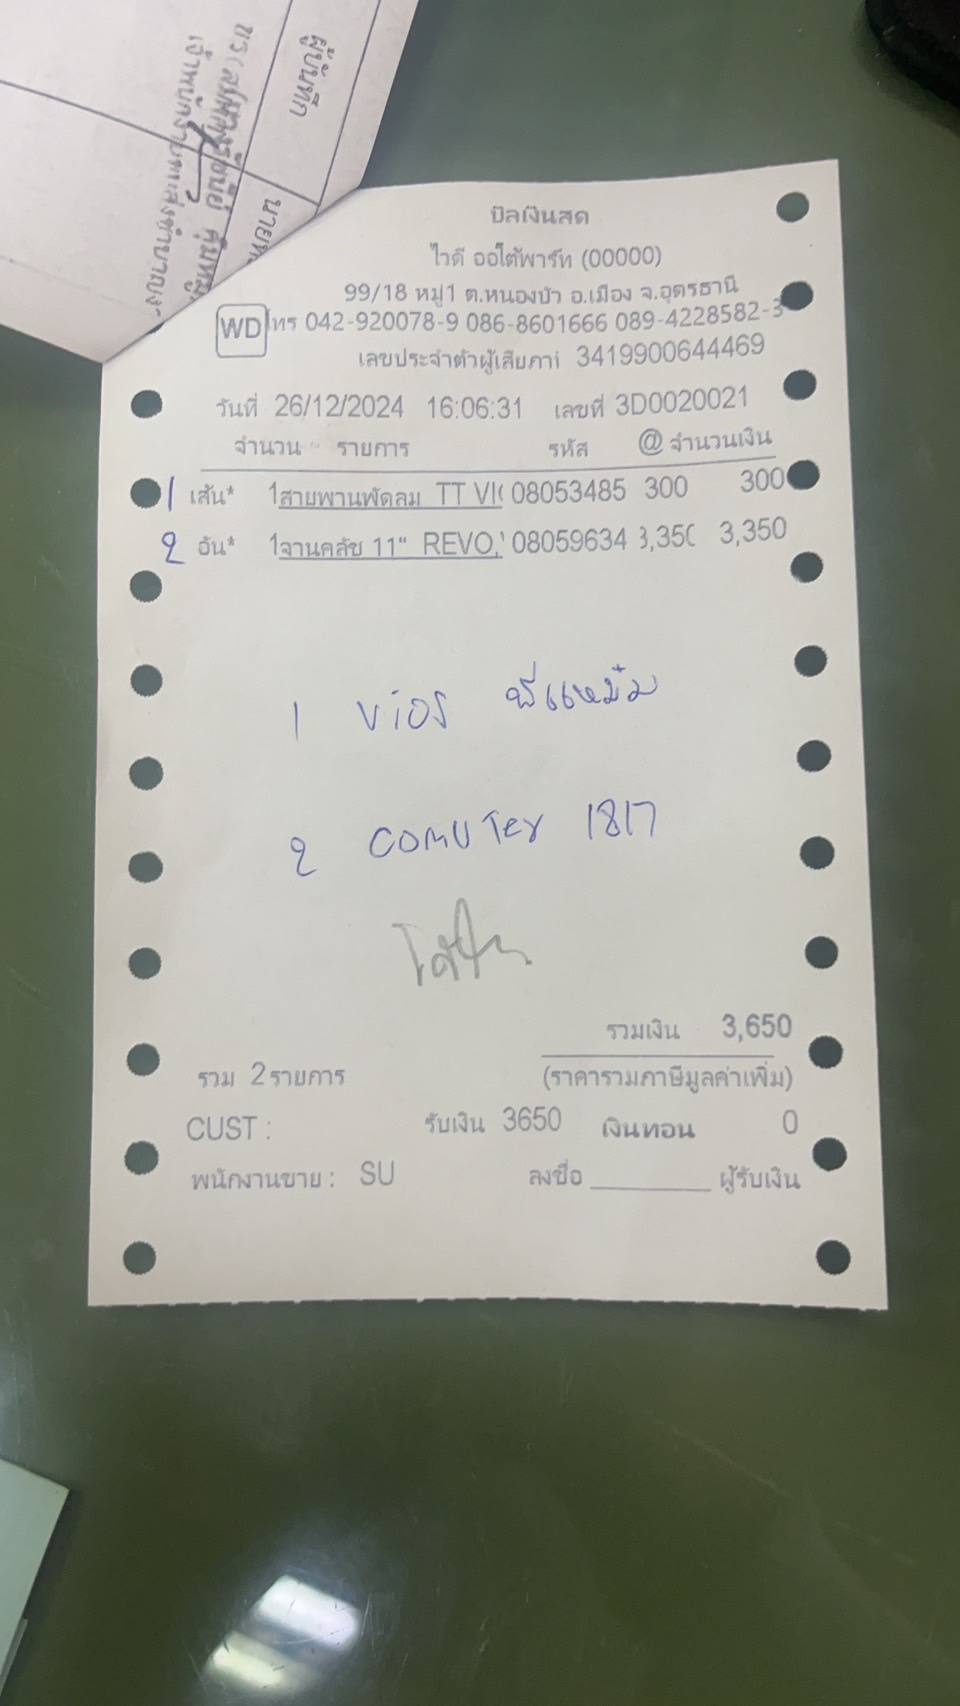 ผู้บันทึก
บิลเงินสด
ไวดี ออโต้พาร์ท (00000)
99/18 หมู่1 ต.หนองบัว อ.เมือง จ.อุดรธานี
WD โทร 042-920078-9 086-8601666 089-4228582-3
เลขประจำตัวผู้เสียภาษี 3419900644469
วันที่ 26/12/2024 16:06:31 เลขที่ 3D0020021
จำนวน รายการ รหัส @ จำนวนเงิน
1 เส้น* 1สายพานพัดลม TT VI 08053485 300 300
2 อัน* 1จานคลัช 11" REVO, 08059634 3,350 3,350
1 vios พี่แหม่ม
2 comuter 1817
รวมเงิน 3,650
รวม 2รายการ (ราคารวมภาษีมูลค่าเพิ่ม)
CUST : รับเงิน 3650 เงินทอน 0
พนักงานขาย : SU ลงชื่อ ________ ผู้รับเงิน